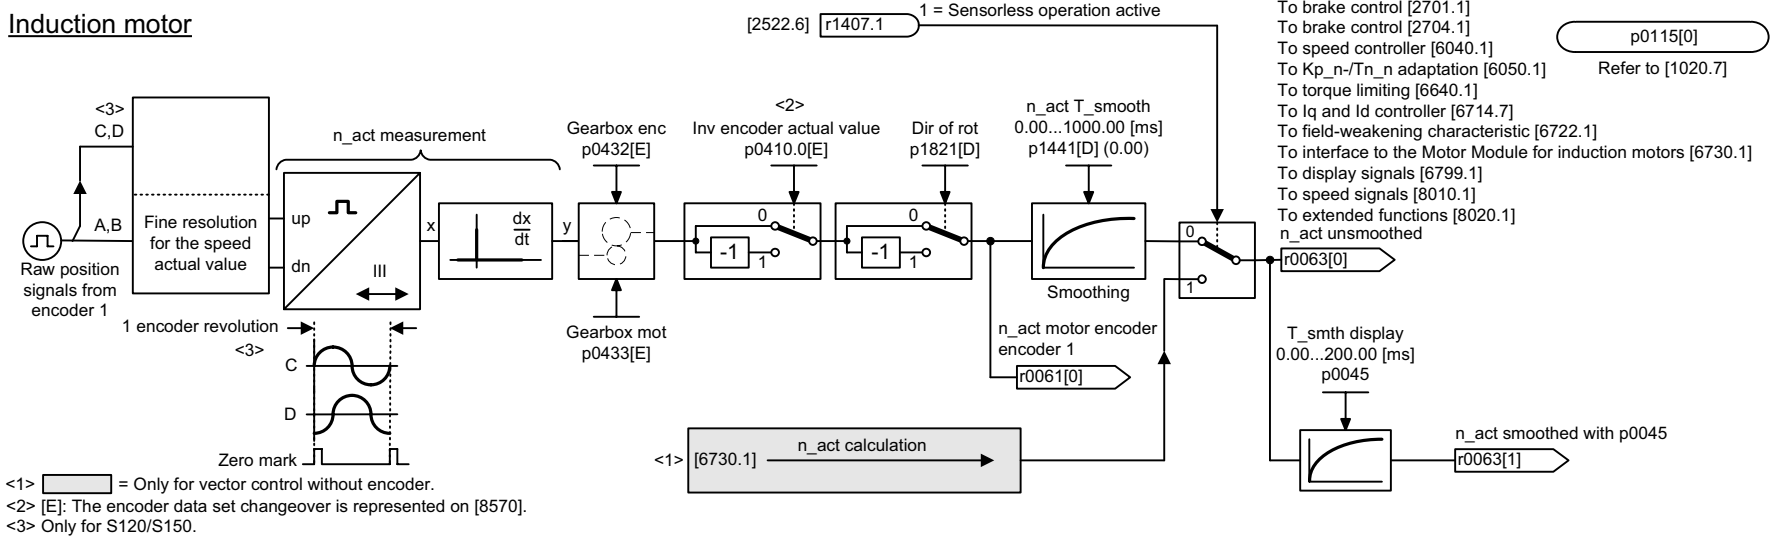 Induction motor
[2522.6]
r1407.1
1 = Sensorless operation active
To brake control [2701.1]
To brake control [2704.1]
To speed controller [6040.1]
To Kp_n-/Tn_n adaptation [6050.1]
To torque limiting [6640.1]
To Iq and Id controller [6714.7]
To field-weakening characteristic [6722.1]
To interface to the Motor Module for induction motors [6730.1]
To display signals [6799.1]
To speed signals [8010.1]
To extended functions [8020.1]
p0115[0]
Refer to [1020.7]
<3>
C,D
A,B
Raw position
signals from
encoder 1
Fine resolution
for the speed
actual value
n_act measurement
up
dn
III
x
dx
dt
y
Gearbox enc
p0432[E]
Gearbox mot
p0433[E]
<2>
Inv encoder actual value
p0410.0[E]
0
-1
1
Dir of rot
p1821[D]
0
-1
1
n_act T_smooth
0.00...1000.00 [ms]
p1441[D] (0.00)
Smoothing
0
1
n_act unsmoothed
r0063[0]
n_act motor encoder
encoder 1
r0061[0]
T_smth display
0.00...200.00 [ms]
p0045
n_act smoothed with p0045
r0063[1]
1 encoder revolution
<3>
C
D
Zero mark
<1>
[6730.1]
n_act calculation
<1> = Only for vector control without encoder.
<2> [E]: The encoder data set changeover is represented on [8570].
<3> Only for S120/S150.